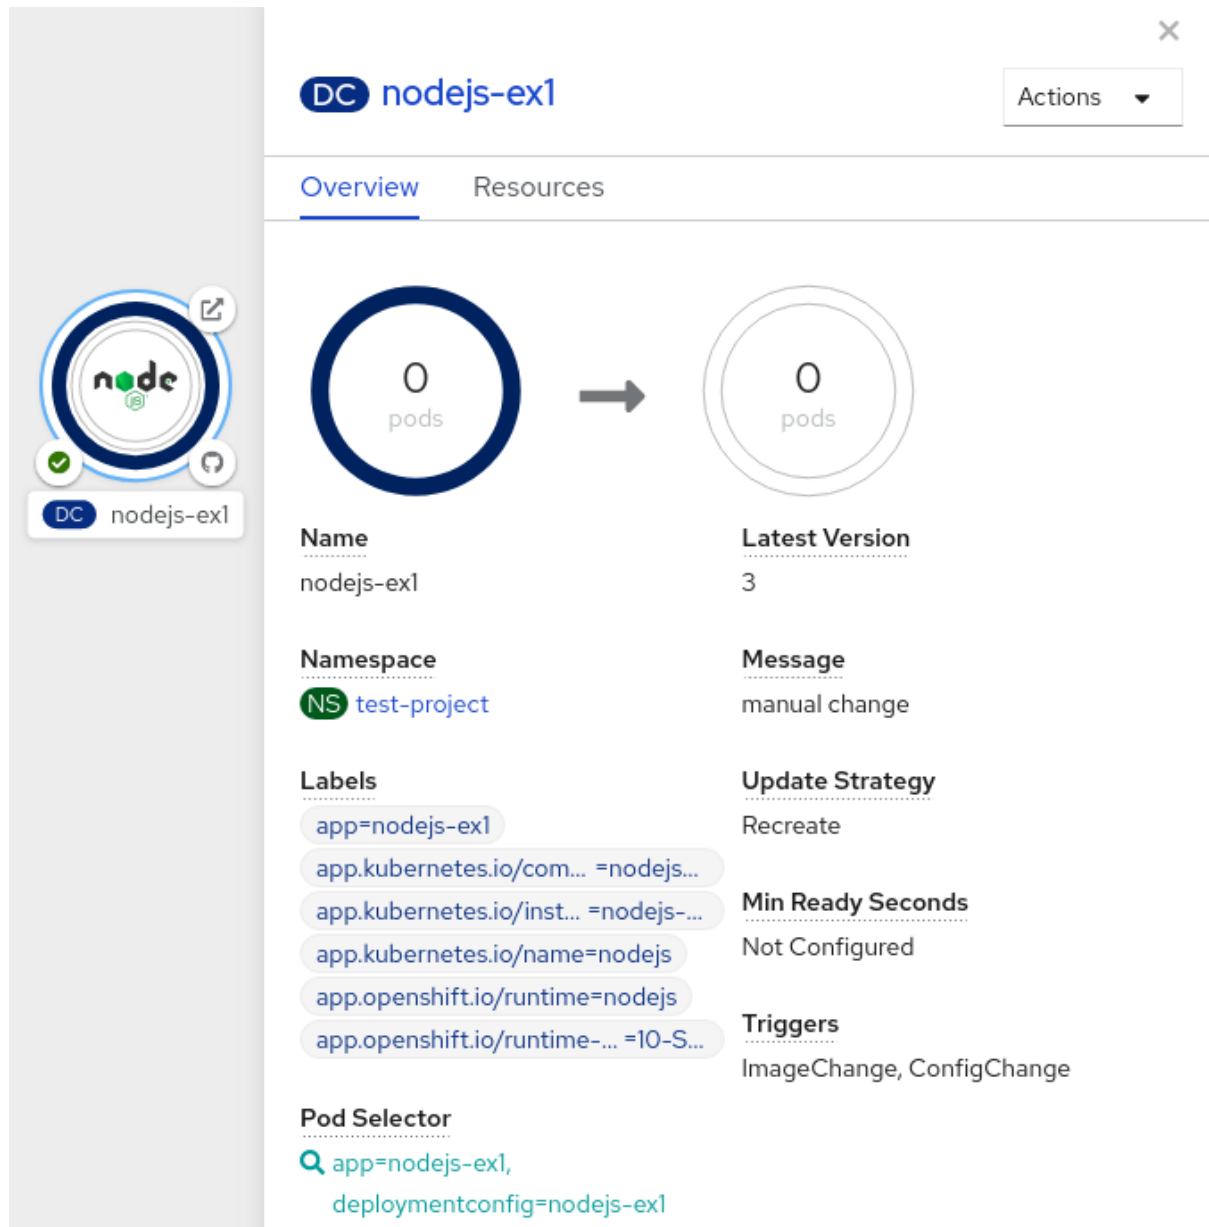 ×
DC nodejs-ex1
Actions
Overview Resources
node
JS
DC nodejs-ex1
0 pods
0 pods
Name
nodejs-ex1
Latest Version
3
Namespace
NS test-project
Message
manual change
Labels
app=nodejs-ex1
app.kubernetes.io/com... =nodejs...
app.kubernetes.io/inst... =nodejs-...
app.kubernetes.io/name=nodejs
app.openshift.io/runtime=nodejs
app.openshift.io/runtime-... =10-S...
Update Strategy
Recreate
Min Ready Seconds
Not Configured
Triggers
ImageChange, ConfigChange
Pod Selector
app=nodejs-ex1,
deploymentconfig=nodejs-ex1